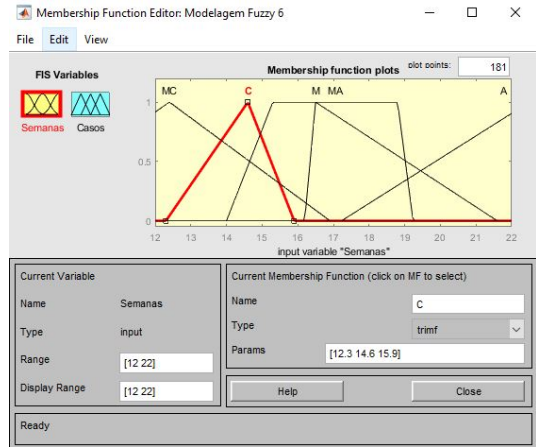 Membership Function Editor: Modelagem Fuzzy 6
File Edit View
FIS Variables
Semanas Casos
Membership function plots plot points: 181
MC C M MA A
1
0.5
0
12 13 14 15 16 17 18 19 20 21 22
input variable "Semanas"
Current Variable
Name Semanas
Type input
Range [12 22]
Display Range [12 22]
Current Membership Function (click on MF to select)
Name C
Type trimf
Params [12.3 14.6 15.9]
Help Close
Ready